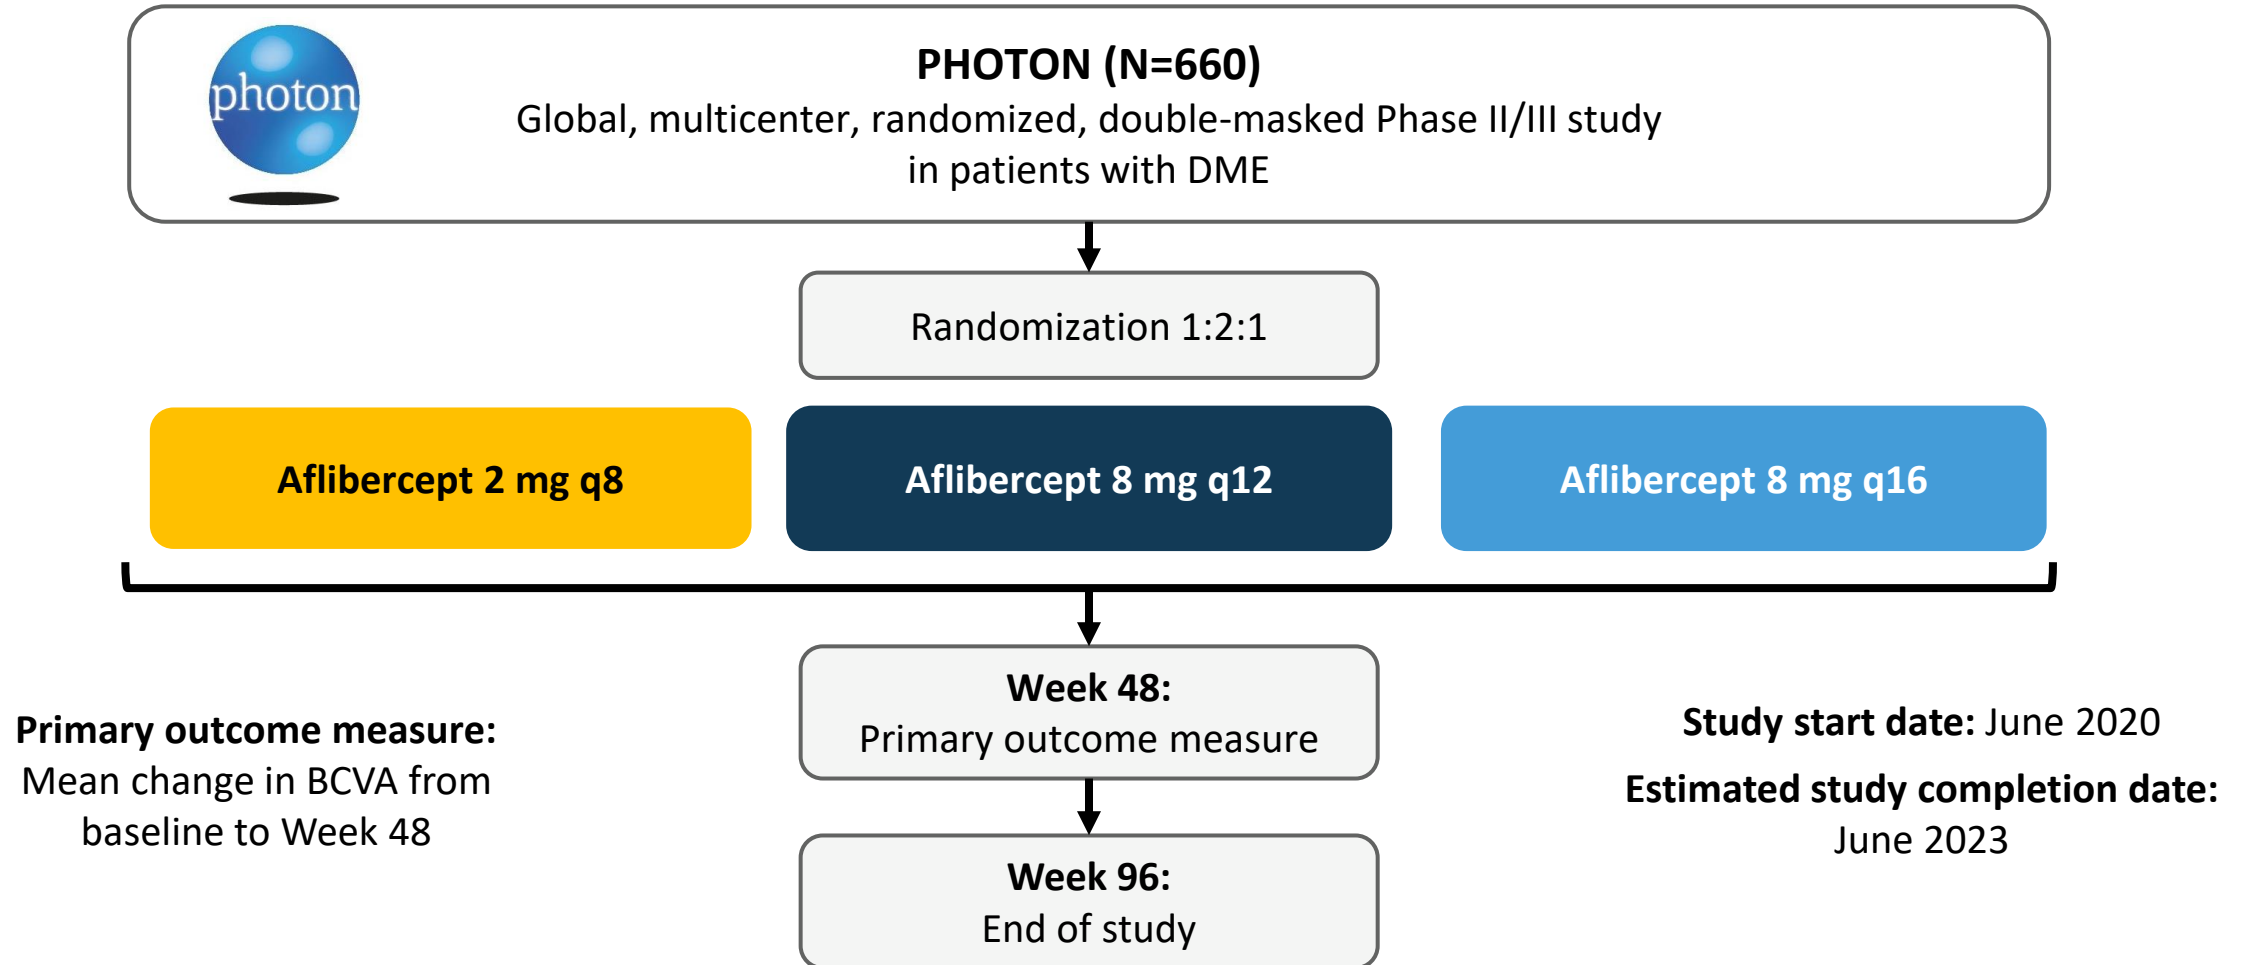 photon
PHOTON (N=660)
Global, multicenter, randomized, double-masked Phase II/III study
in patients with DME
Randomization 1:2:1
Aflibercept 2 mg q8
Aflibercept 8 mg q12
Aflibercept 8 mg q16
Week 48:
Primary outcome measure
Primary outcome measure:
Mean change in BCVA from
baseline to Week 48
Study start date: June 2020
Estimated study completion date:
June 2023
Week 96:
End of study